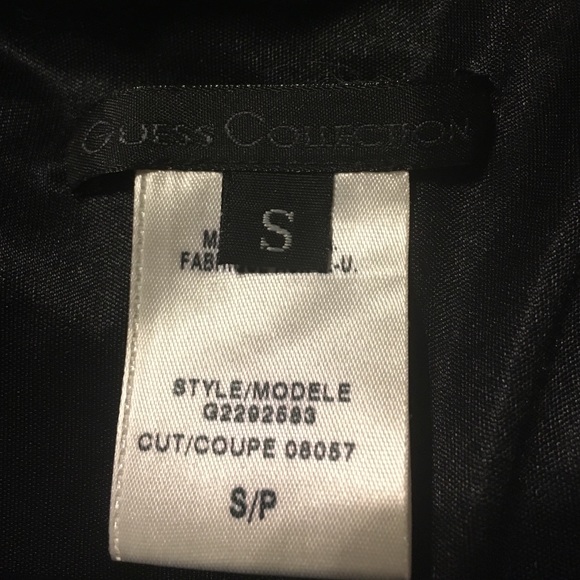 GUESS COLLECTION
S
STYLE/MODELE
G2292583
CUT/COUPE 08057
S/P